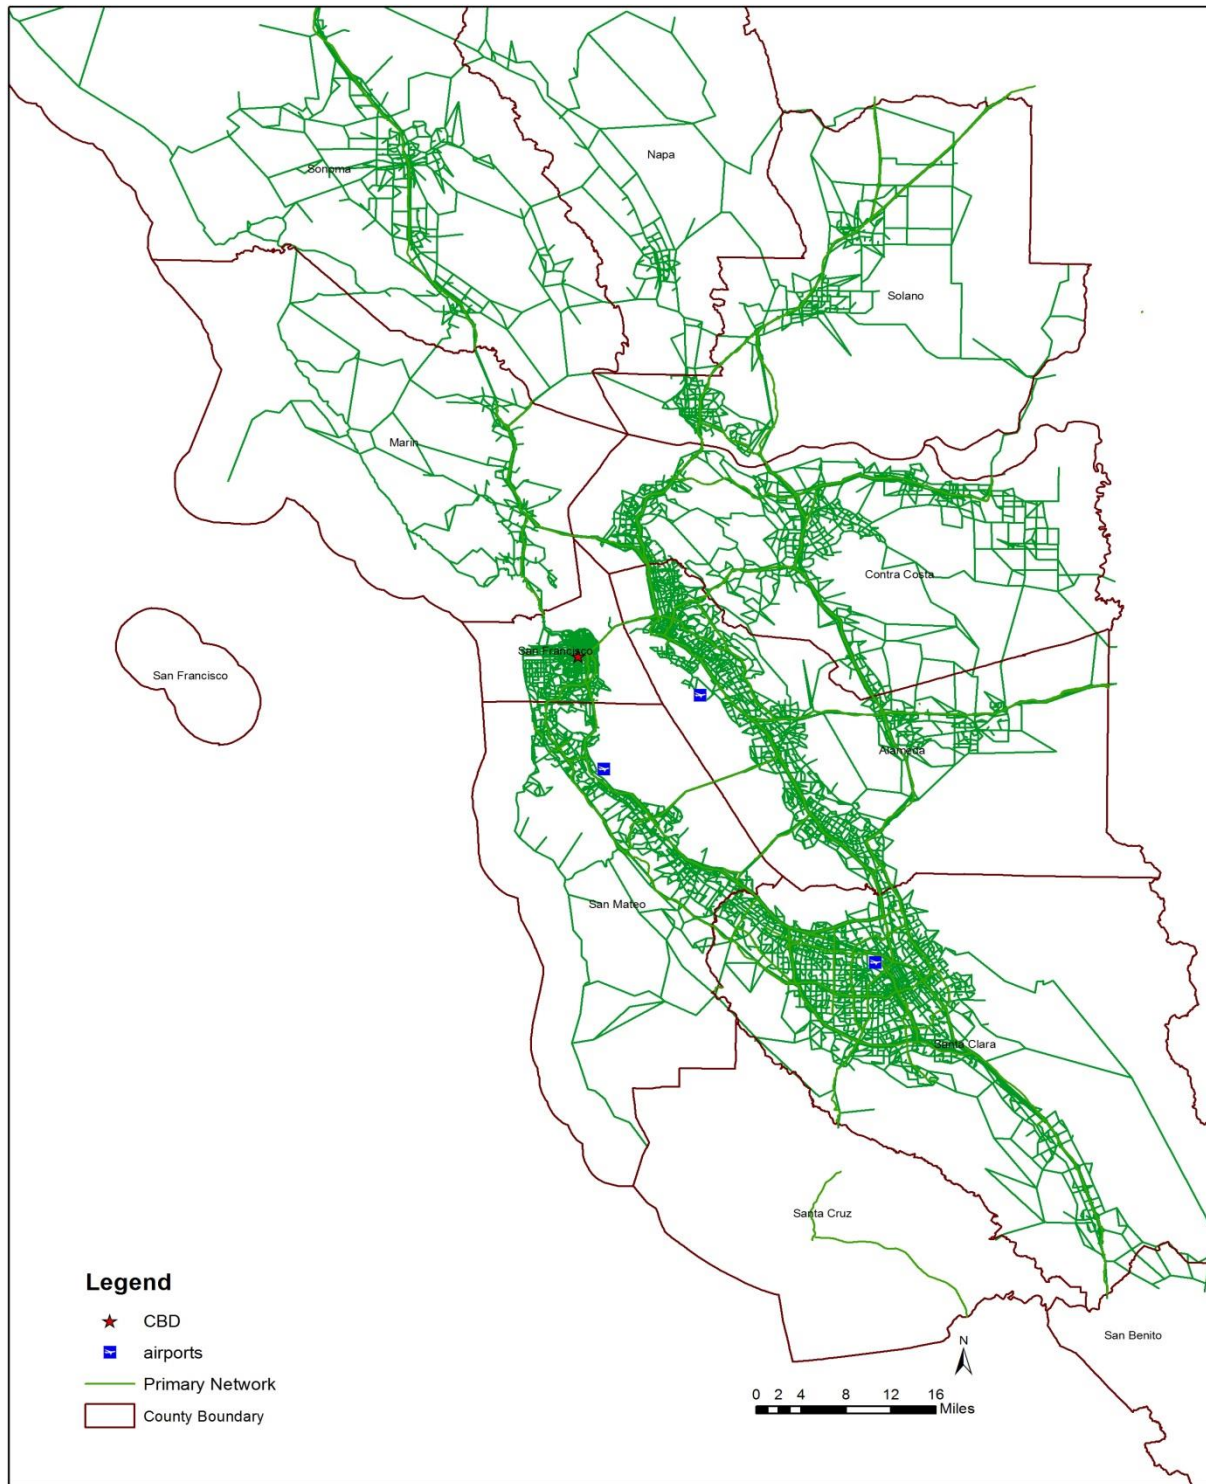 Napa
Sonoma
Solano
Marin
Contra Costa
San Francisco
San Francisco
Alameda
San Mateo
Santa Clara
Santa Cruz
Legend
CBD
airports
Primary Network
County Boundary
San Benito
N
0 2 4 8 12 16
Miles